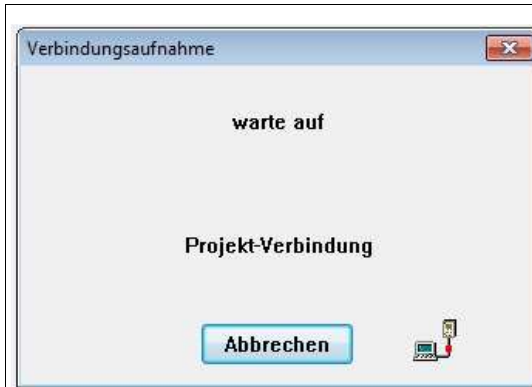 Verbindungsaufnahme
warte auf
Projekt-Verbindung
Abbrechen